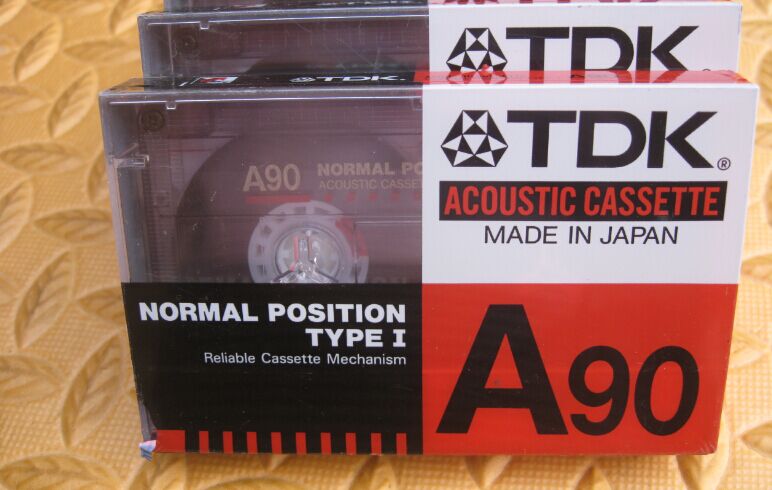 TDK
TDK.
TDK®
A90 NORMAL PO
ACOUSTIC CASSET
ACOUSTIC CASSETTE
MADE IN JAPAN
NORMAL POSITION
TYPE I
Reliable Cassette Mechanism
A90